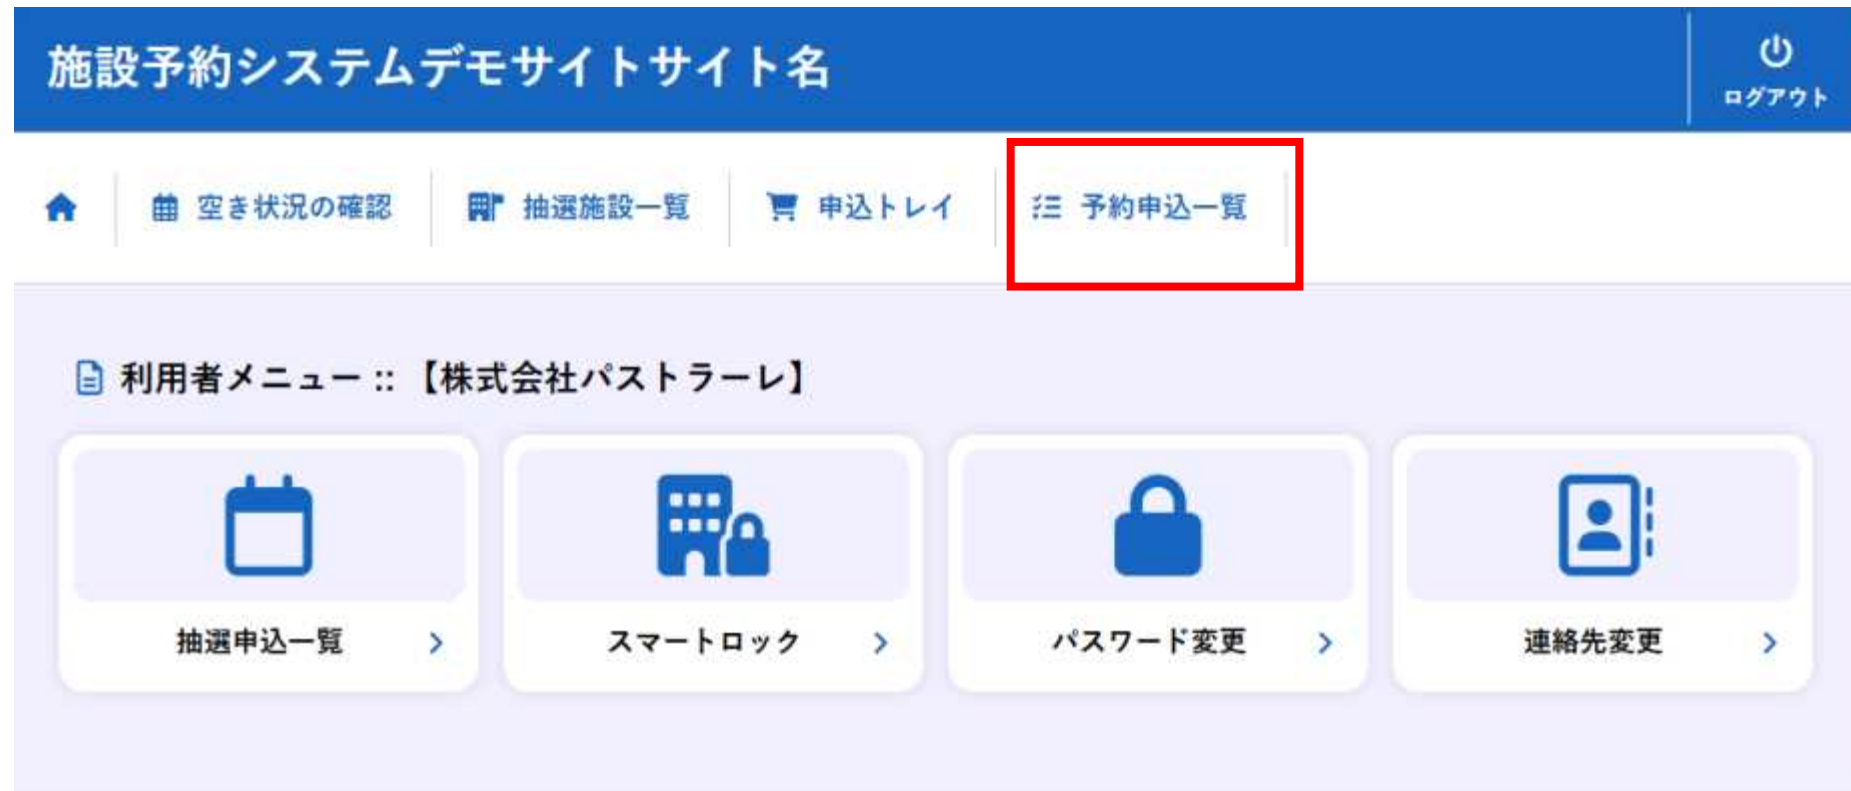 施設予約システムデモサイトサイト名
ログアウト
空き状況の確認 抽選施設一覧 申込トレイ 予約申込一覧
利用者メニュー :: 【株式会社パストラーレ】
抽選申込一覧 スマートロック パスワード変更 連絡先変更